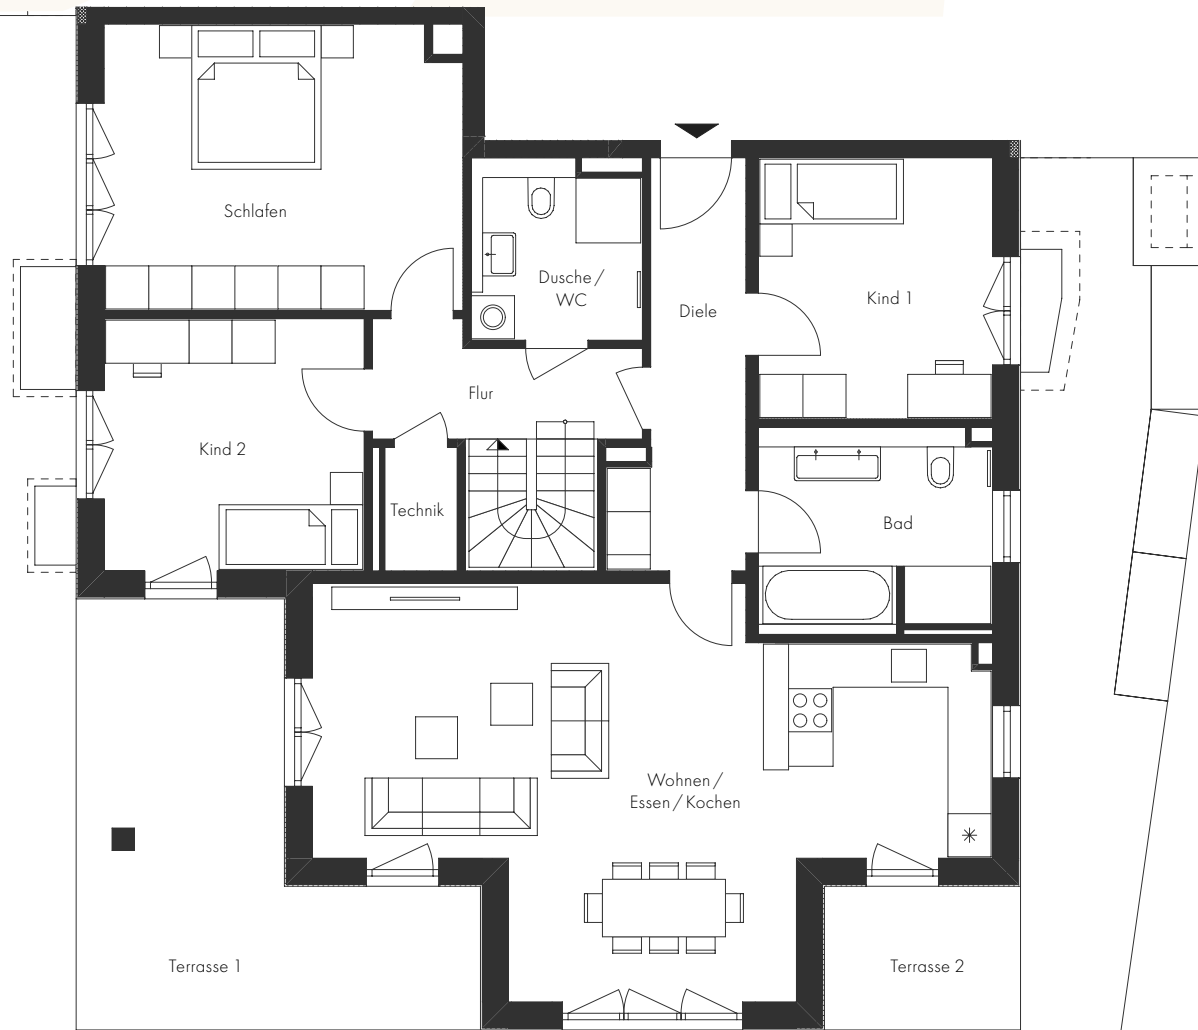 Schlafen
Dusche /
WC
Diele
Kind 1
Flur
Kind 2
Technik
Bad
Wohnen /
Essen / Kochen
Terrasse 1
Terrasse 2